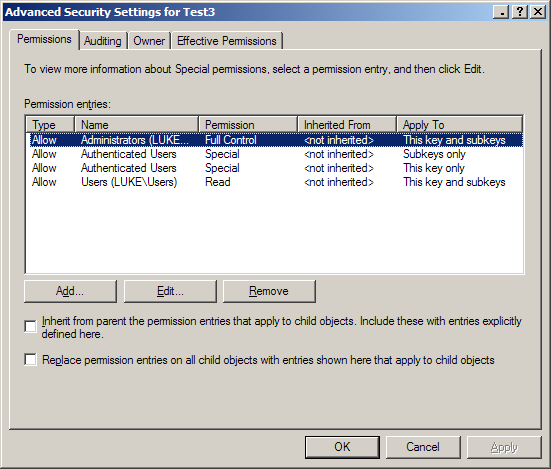 Advanced Security Settings for Test3
Permissions Auditing Owner Effective Permissions
To view more information about Special permissions, select a permission entry, and then click Edit.
Permission entries:
Type Name Permission Inherited From Apply To
Allow Administrators (LUKE... Full Control <not inherited> This key and subkeys
Allow Authenticated Users Special <not inherited> Subkeys only
Allow Authenticated Users Special <not inherited> This key only
Allow Users (LUKE\Users) Read <not inherited> This key and subkeys
Add... Edit... Remove
Inherit from parent the permission entries that apply to child objects. Include these with entries explicitly
defined here.
Replace permission entries on all child objects with entries shown here that apply to child objects
OK Cancel Apply